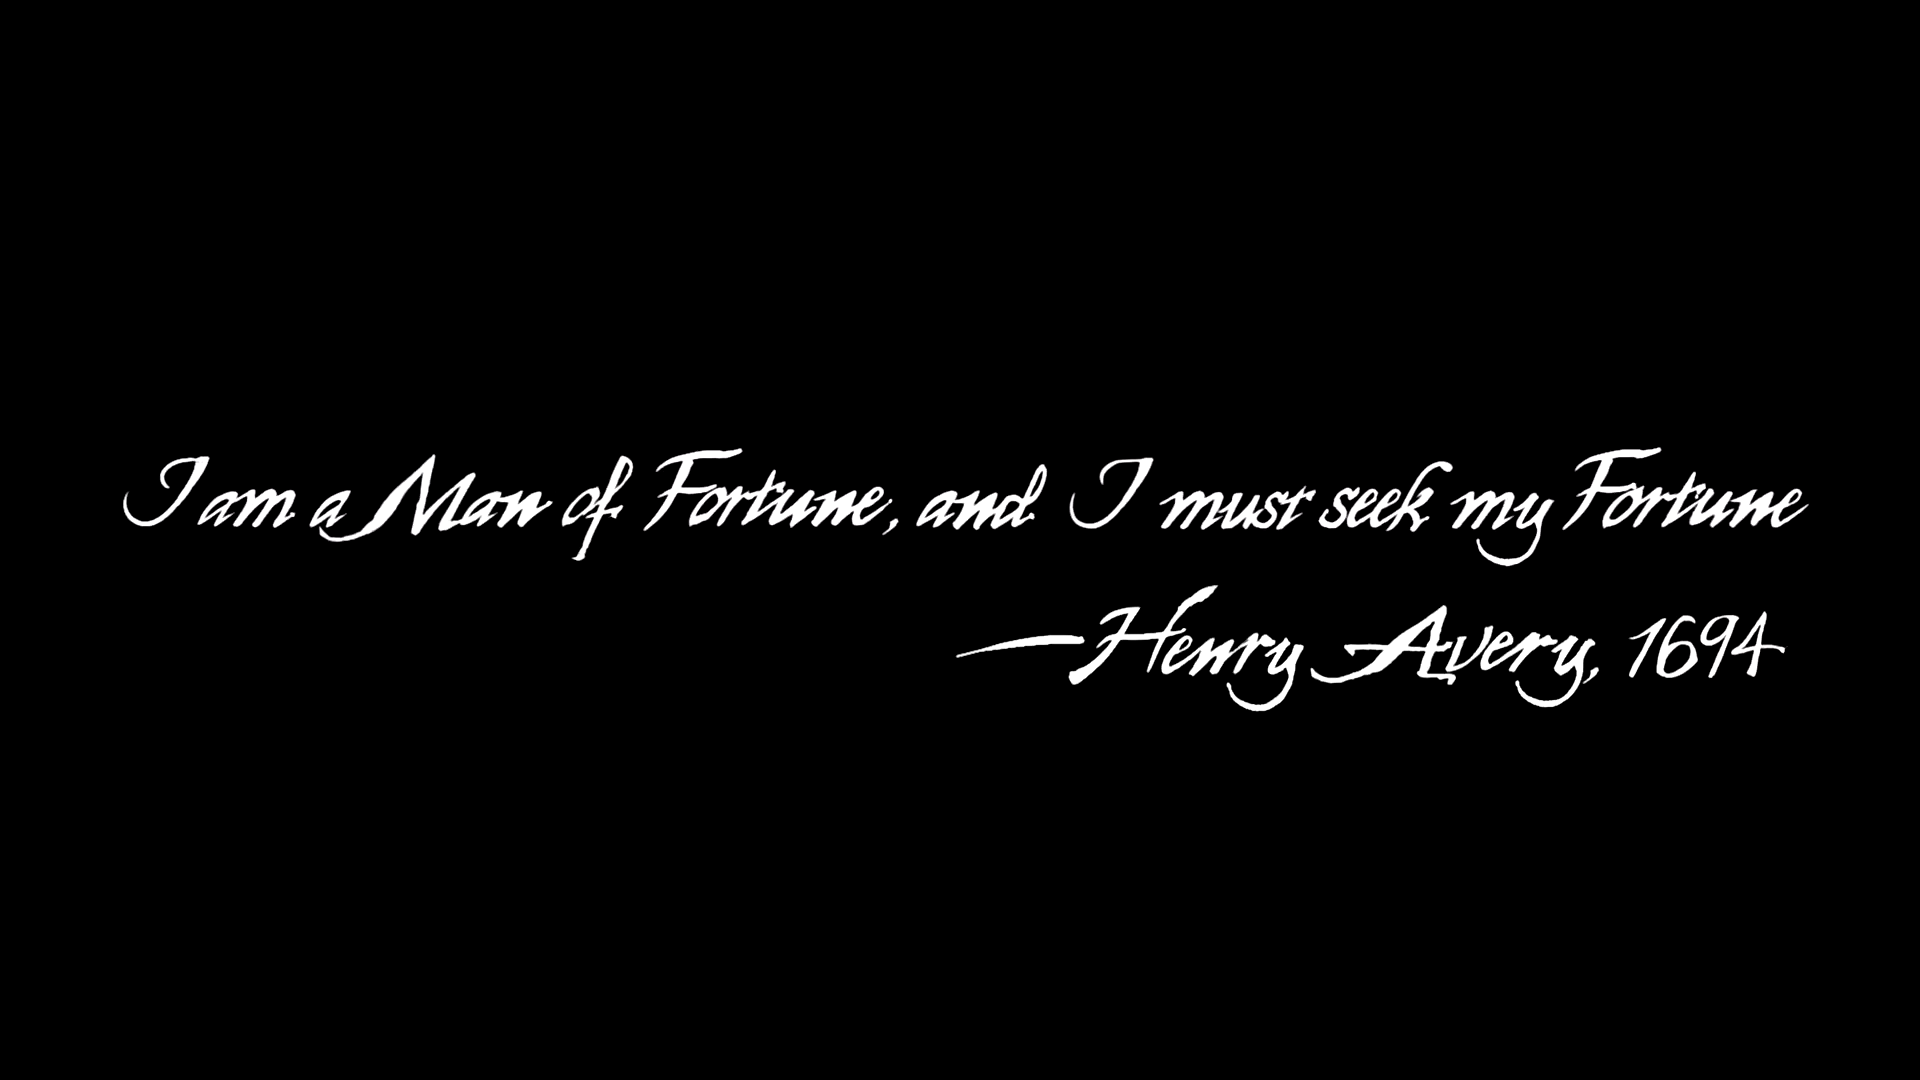 I am a Man of Fortune, and I must seek my Fortune
—Henry Avery, 1694